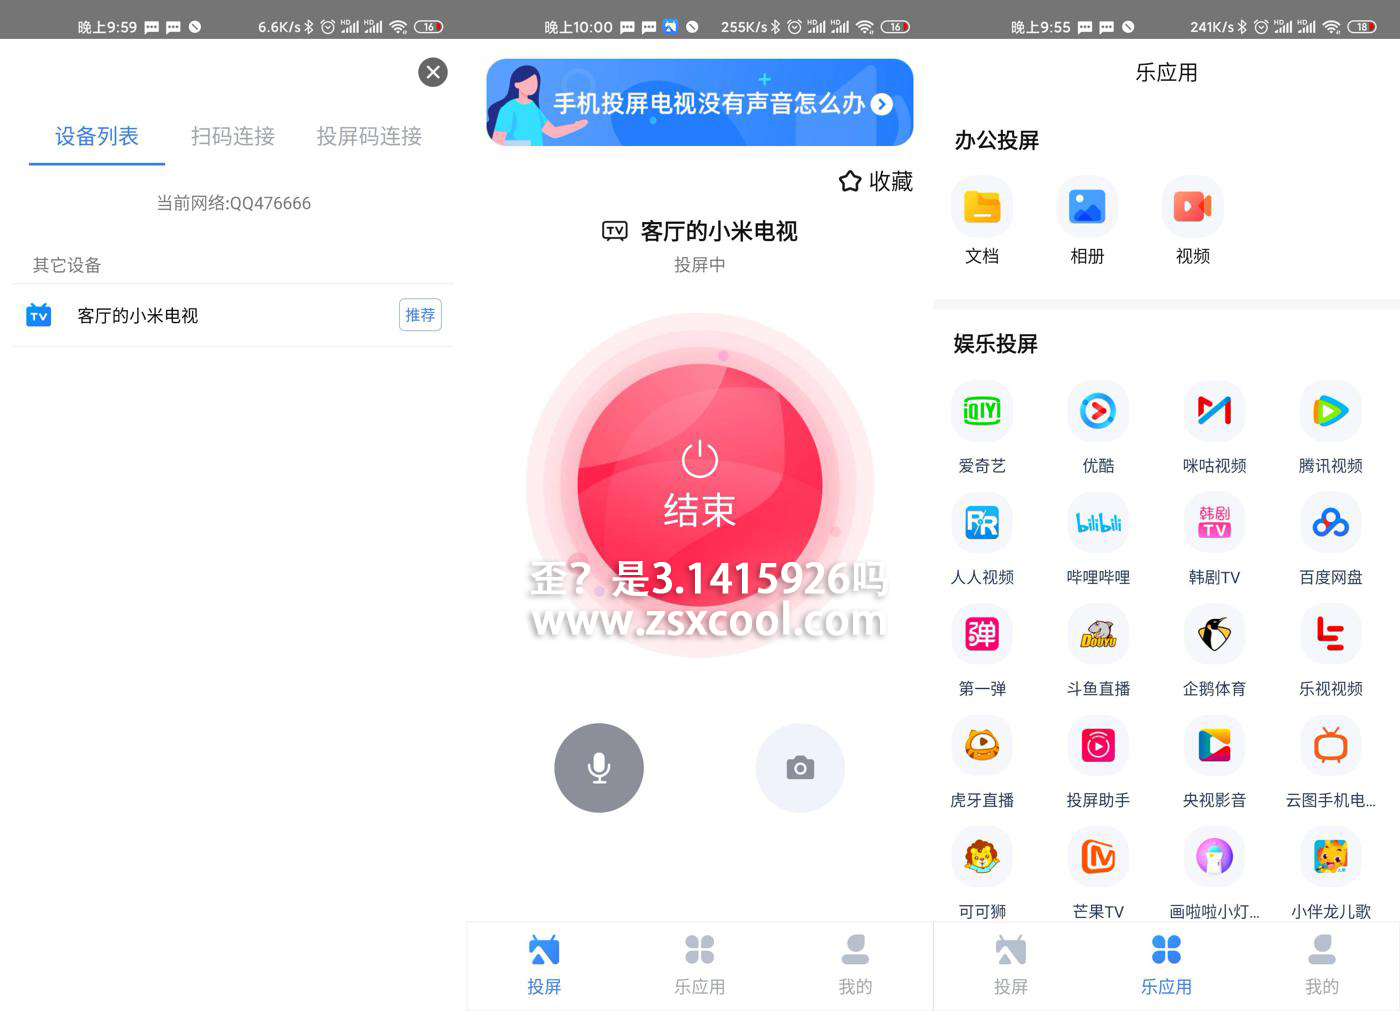 晚上9:59
6.6K/s
16
设备列表
扫码连接
投屏码连接
当前网络:QQ476666
其它设备
TV
客厅的小米电视
推荐
晚上10:00
255K/s
16
手机投屏电视没有声音怎么办
收藏
TV
客厅的小米电视
投屏中
结束
歪？是3.1415926吗
www.zsxcool.com
投屏
乐应用
我的
晚上9:55
241K/s
18
乐应用
办公投屏
文档
相册
视频
娱乐投屏
iQIYI
爱奇艺
优酷
咪咕视频
腾讯视频
RR
bilibili
韩剧
TV
人人视频
哔哩哔哩
韩剧TV
百度网盘
弹
DOUYU
第一弹
斗鱼直播
企鹅体育
乐视视频
虎牙直播
投屏助手
央视影音
云图手机电...
可可狮
芒果TV
画啦啦小灯...
小伴龙儿歌
投屏
乐应用
我的